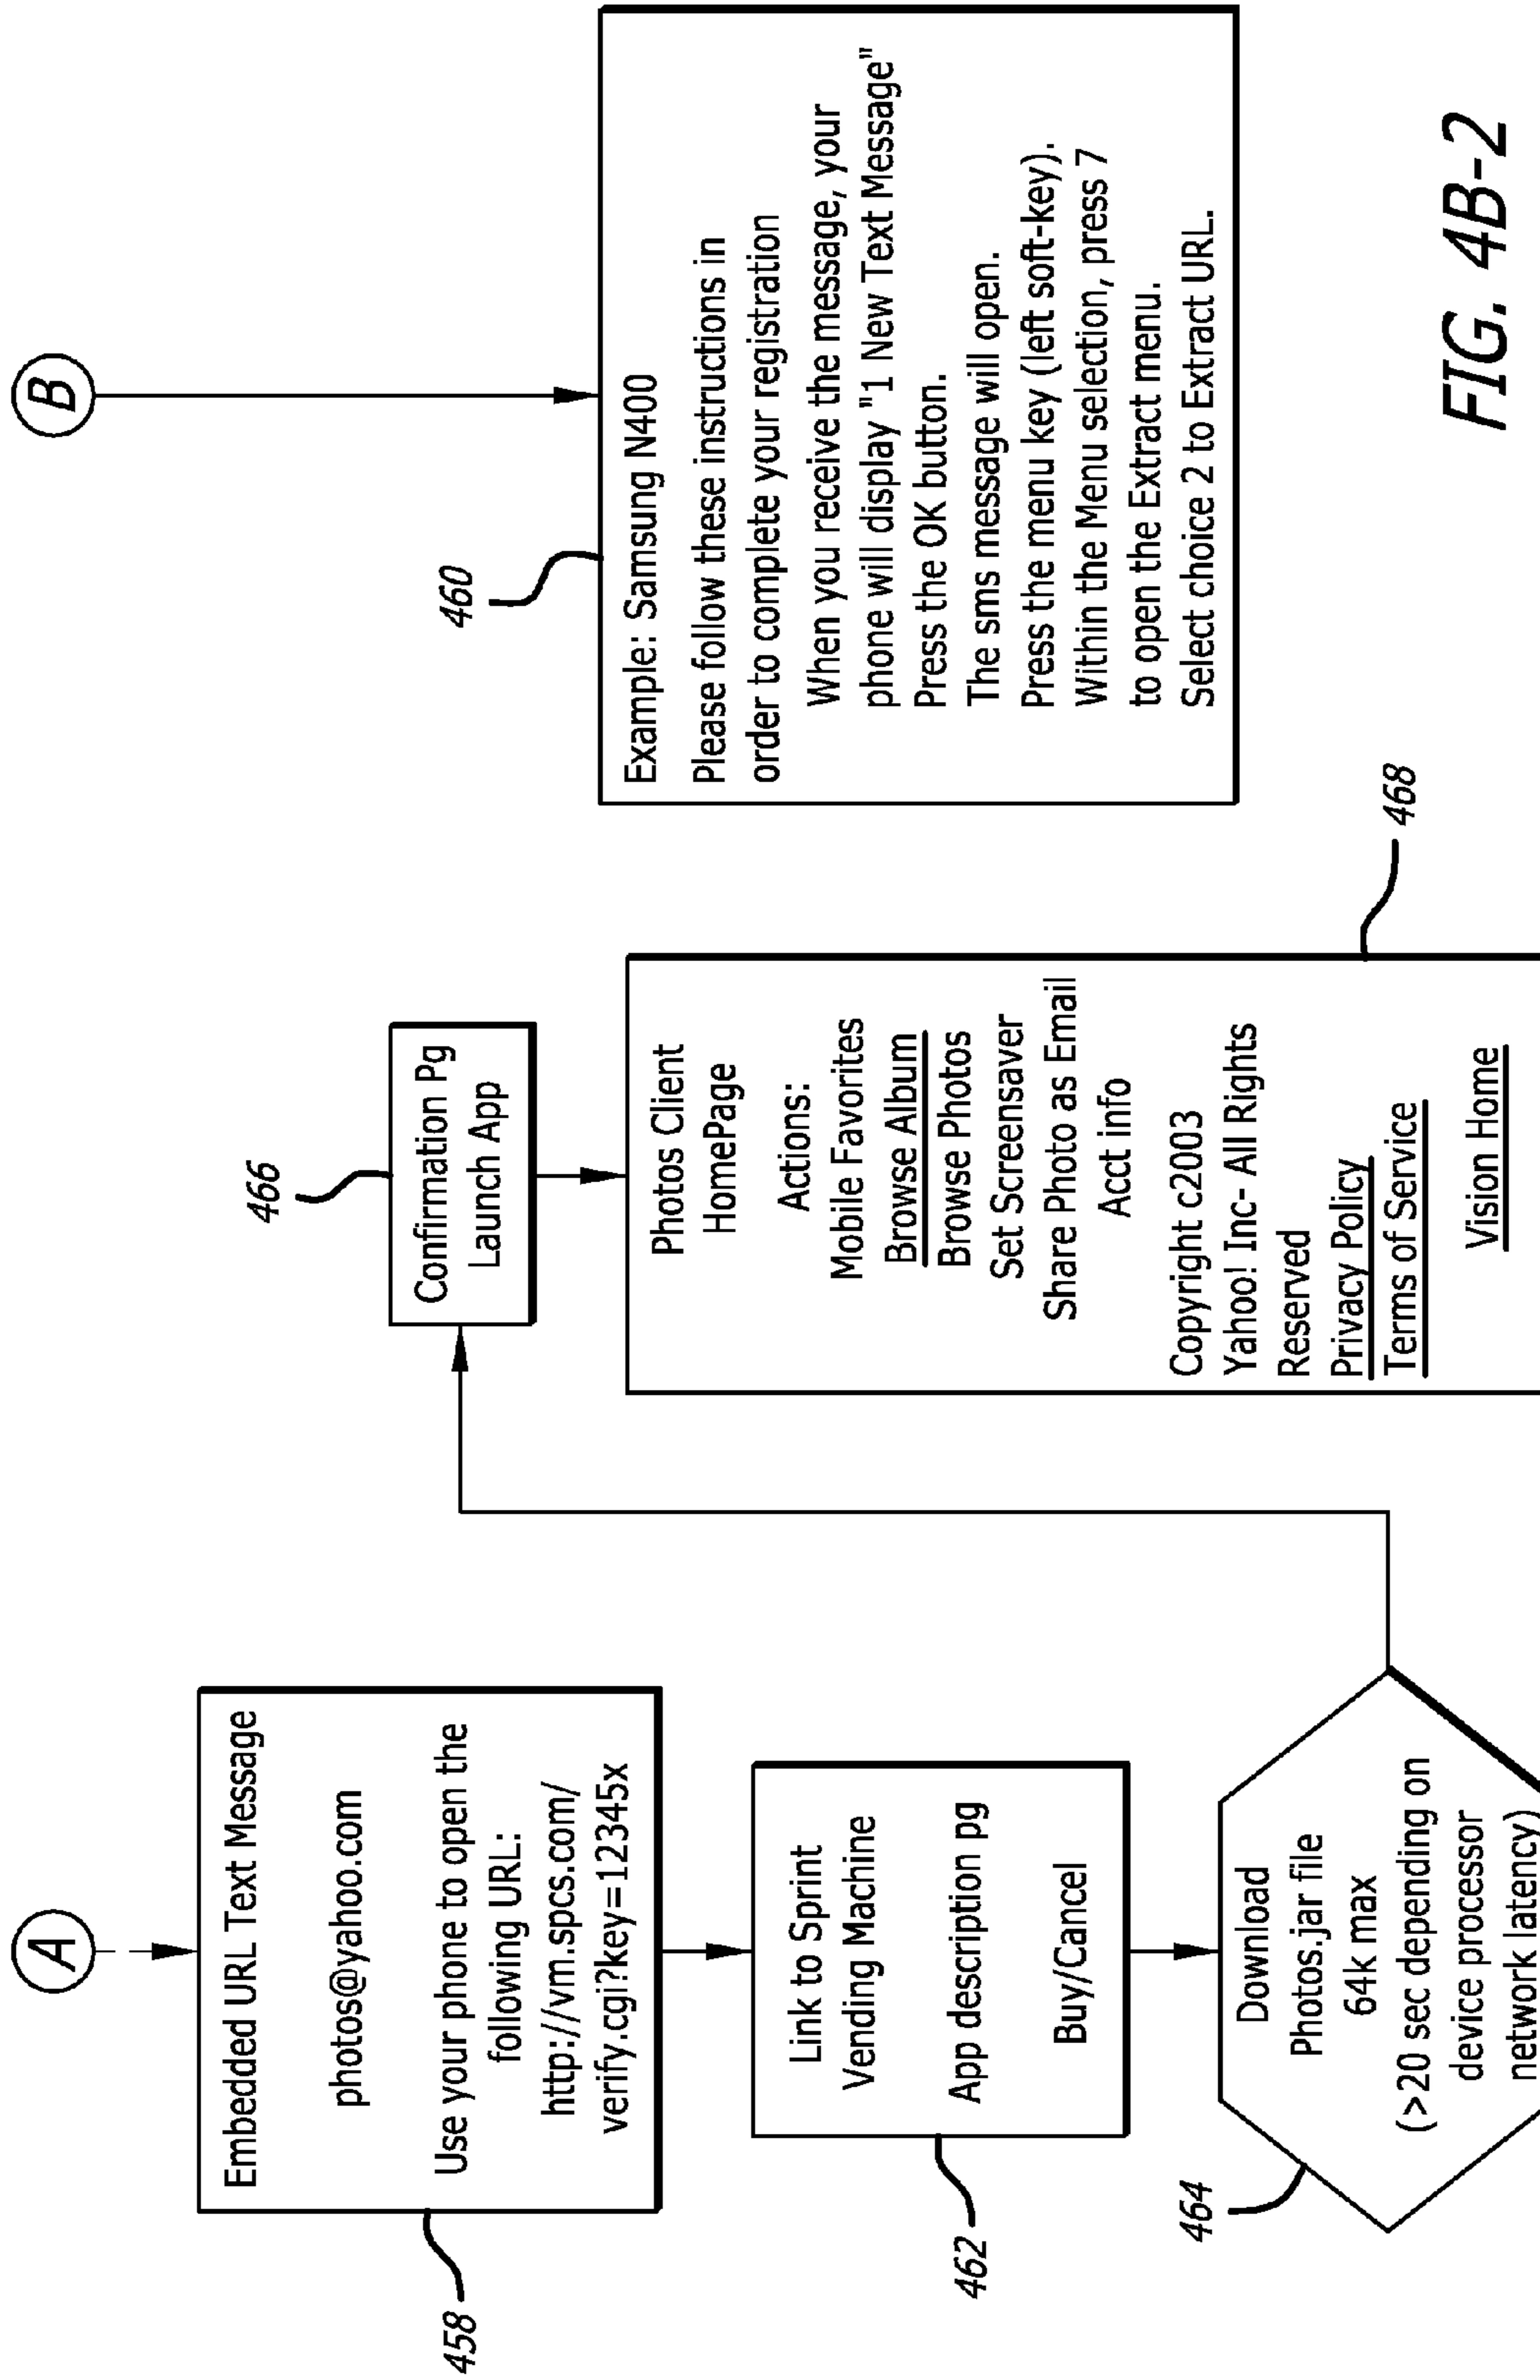 A
458
Embedded URL Text Message
photos@yahoo.com
Use your phone to open the
following URL:
http://vm.spcs.com/
verify.cgi?key=12345x
462
Link to Sprint
Vending Machine
App description pg
Buy/Cancel
464
Download
Photos.jar file
64k max
(>20 sec depending on
device processor
network latency)
466
Confirmation Pg
Launch App
468
Photos Client
HomePage
Actions:
Mobile Favorites
Browse Album
Browse Photos
Set Screensaver
Share Photo as Email
Acct info
Copyright c2003
Yahoo! Inc- All Rights
Reserved
Privacy Policy
Terms of Service
Vision Home
B
460
Example: Samsung N400
Please follow these instructions in
order to complete your registration
When you receive the message, your
phone will display "1 New Text Message"
Press the OK button.
The sms message will open.
Press the menu key (left soft-key).
Within the Menu selection, press 7
to open the Extract menu.
Select choice 2 to Extract URL.
FIG. 4B-2